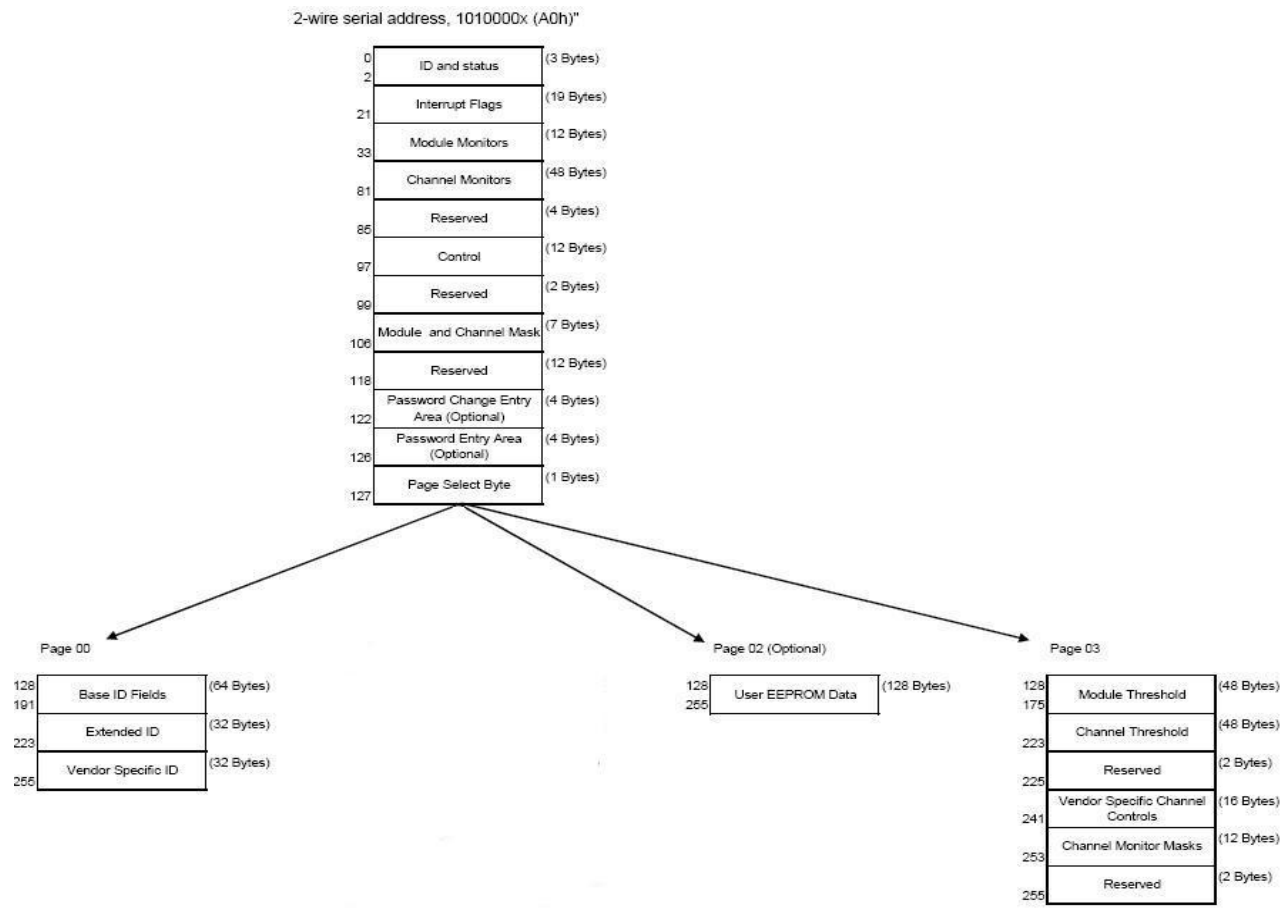 2-wire serial address, 1010000x (A0h)"
0
2
ID and status
(3 Bytes)
21
Interrupt Flags
(19 Bytes)
33
Module Monitors
(12 Bytes)
81
Channel Monitors
(48 Bytes)
85
Reserved
(4 Bytes)
97
Control
(12 Bytes)
99
Reserved
(2 Bytes)
106
Module and Channel Mask
(7 Bytes)
118
Reserved
(12 Bytes)
122
Password Change Entry
Area (Optional)
(4 Bytes)
126
Password Entry Area
(Optional)
(4 Bytes)
127
Page Select Byte
(1 Bytes)
Page 00
128
191
Base ID Fields
(64 Bytes)
223
Extended ID
(32 Bytes)
255
Vendor Specific ID
(32 Bytes)
Page 02 (Optional)
128
255
User EEPROM Data
(128 Bytes)
Page 03
128
175
Module Threshold
(48 Bytes)
223
Channel Threshold
(48 Bytes)
225
Reserved
(2 Bytes)
241
Vendor Specific Channel
Controls
(16 Bytes)
253
Channel Monitor Masks
(12 Bytes)
255
Reserved
(2 Bytes)